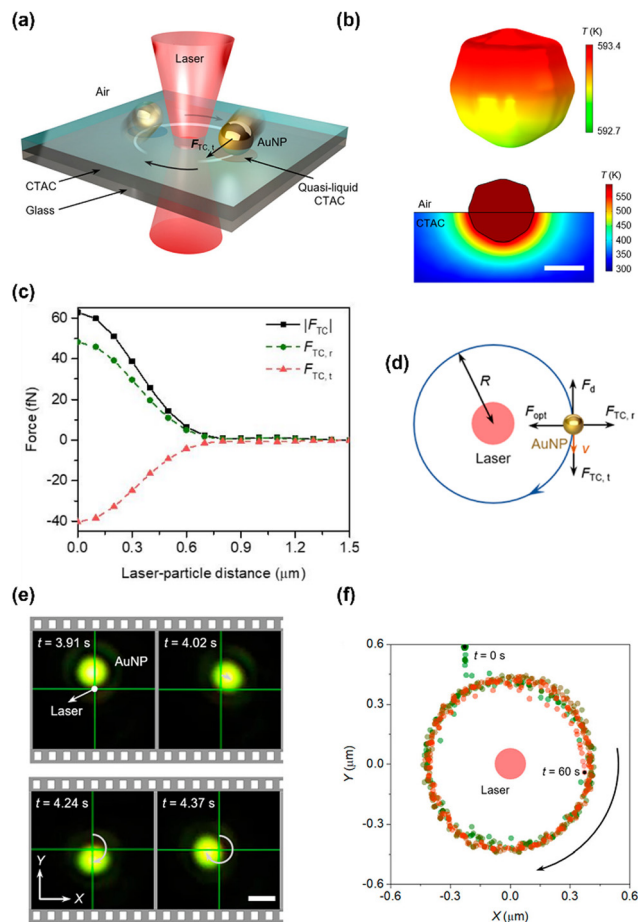 (a)
Laser
Air
F_TC, t
AuNP
CTAC
Glass
Quasi-liquid
CTAC
(b)
T (K)
593.4
592.7
Air
CTAC
T (K)
550
500
450
400
350
300
(c)
Force (fN)
60
40
20
0
-20
-40
|F_TC|
F_TC, r
F_TC, t
0.0 0.3 0.6 0.9 1.2 1.5
Laser-particle distance (μm)
(d)
R
F_d
F_opt
F_TC, r
AuNP
v
Laser
F_TC, t
(e)
t = 3.91 s
AuNP
Laser
t = 4.02 s
t = 4.24 s
Y
X
t = 4.37 s
(f)
Y (μm)
0.6
0.3
0.0
-0.3
-0.6
t = 0 s
t = 60 s
Laser
-0.6 -0.3 0.0 0.3 0.6
X (μm)